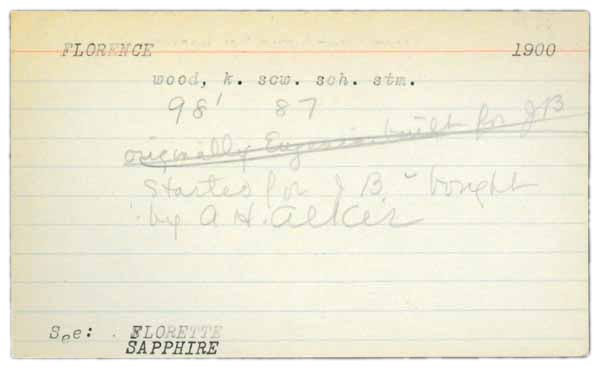 FLORENCE 1900
wood, k. scw. sch. stm.
98' 87
originally Eugenia built for JB
started for J B - bought
by A. H. Alker
See: FLORETTE
SAPPHIRE